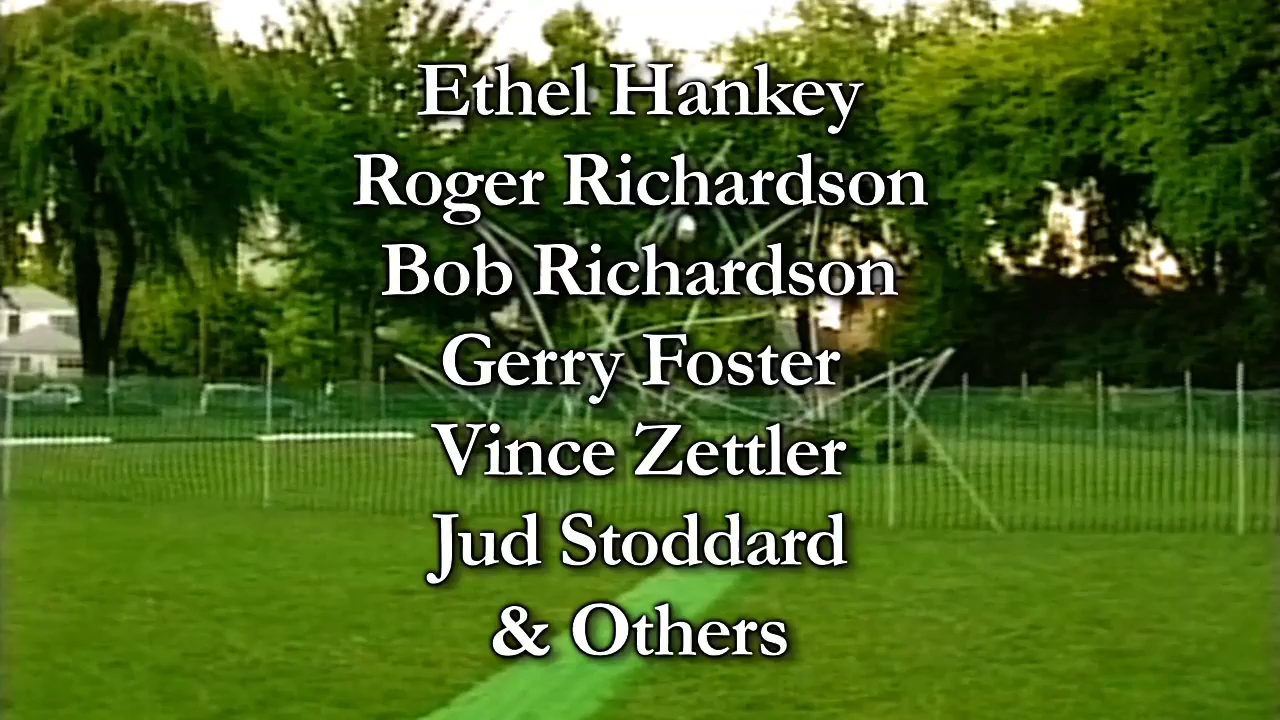 Ethel Hankey
Roger Richardson
Bob Richardson
Gerry Foster
Vince Zettler
Jud Stoddard
& Others